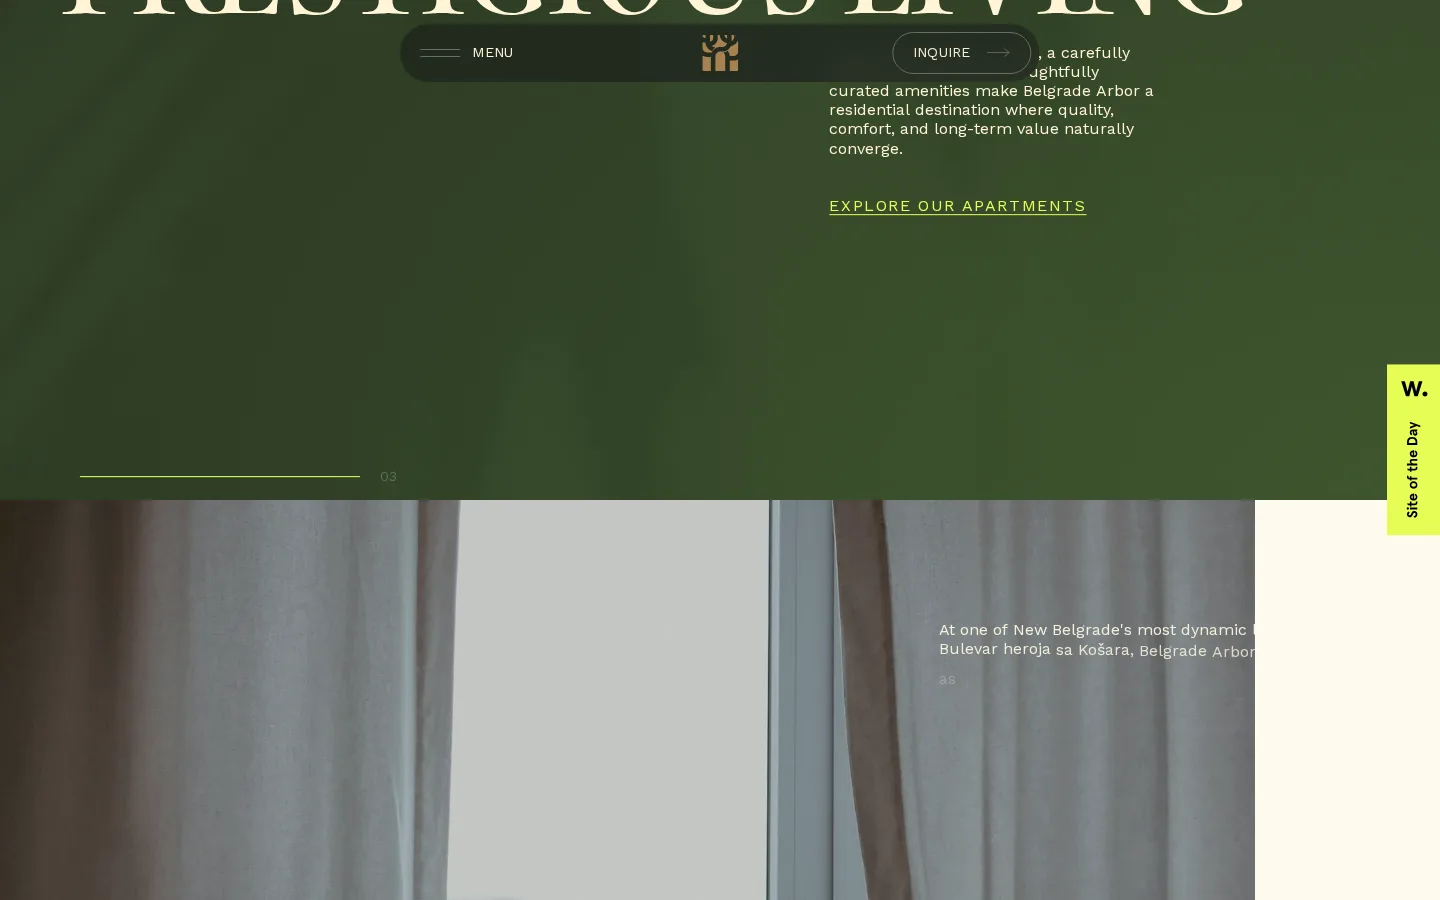 PRESTIGIOUS LIVING
MENU
INQUIRE
, a carefully
ughtfully
curated amenities make Belgrade Arbor a
residential destination where quality,
comfort, and long-term value naturally
converge.
EXPLORE OUR APARTMENTS
W.
Site of the Day
03
At one of New Belgrade's most dynamic
Bulevar heroja sa Košara, Belgrade Arbor
as